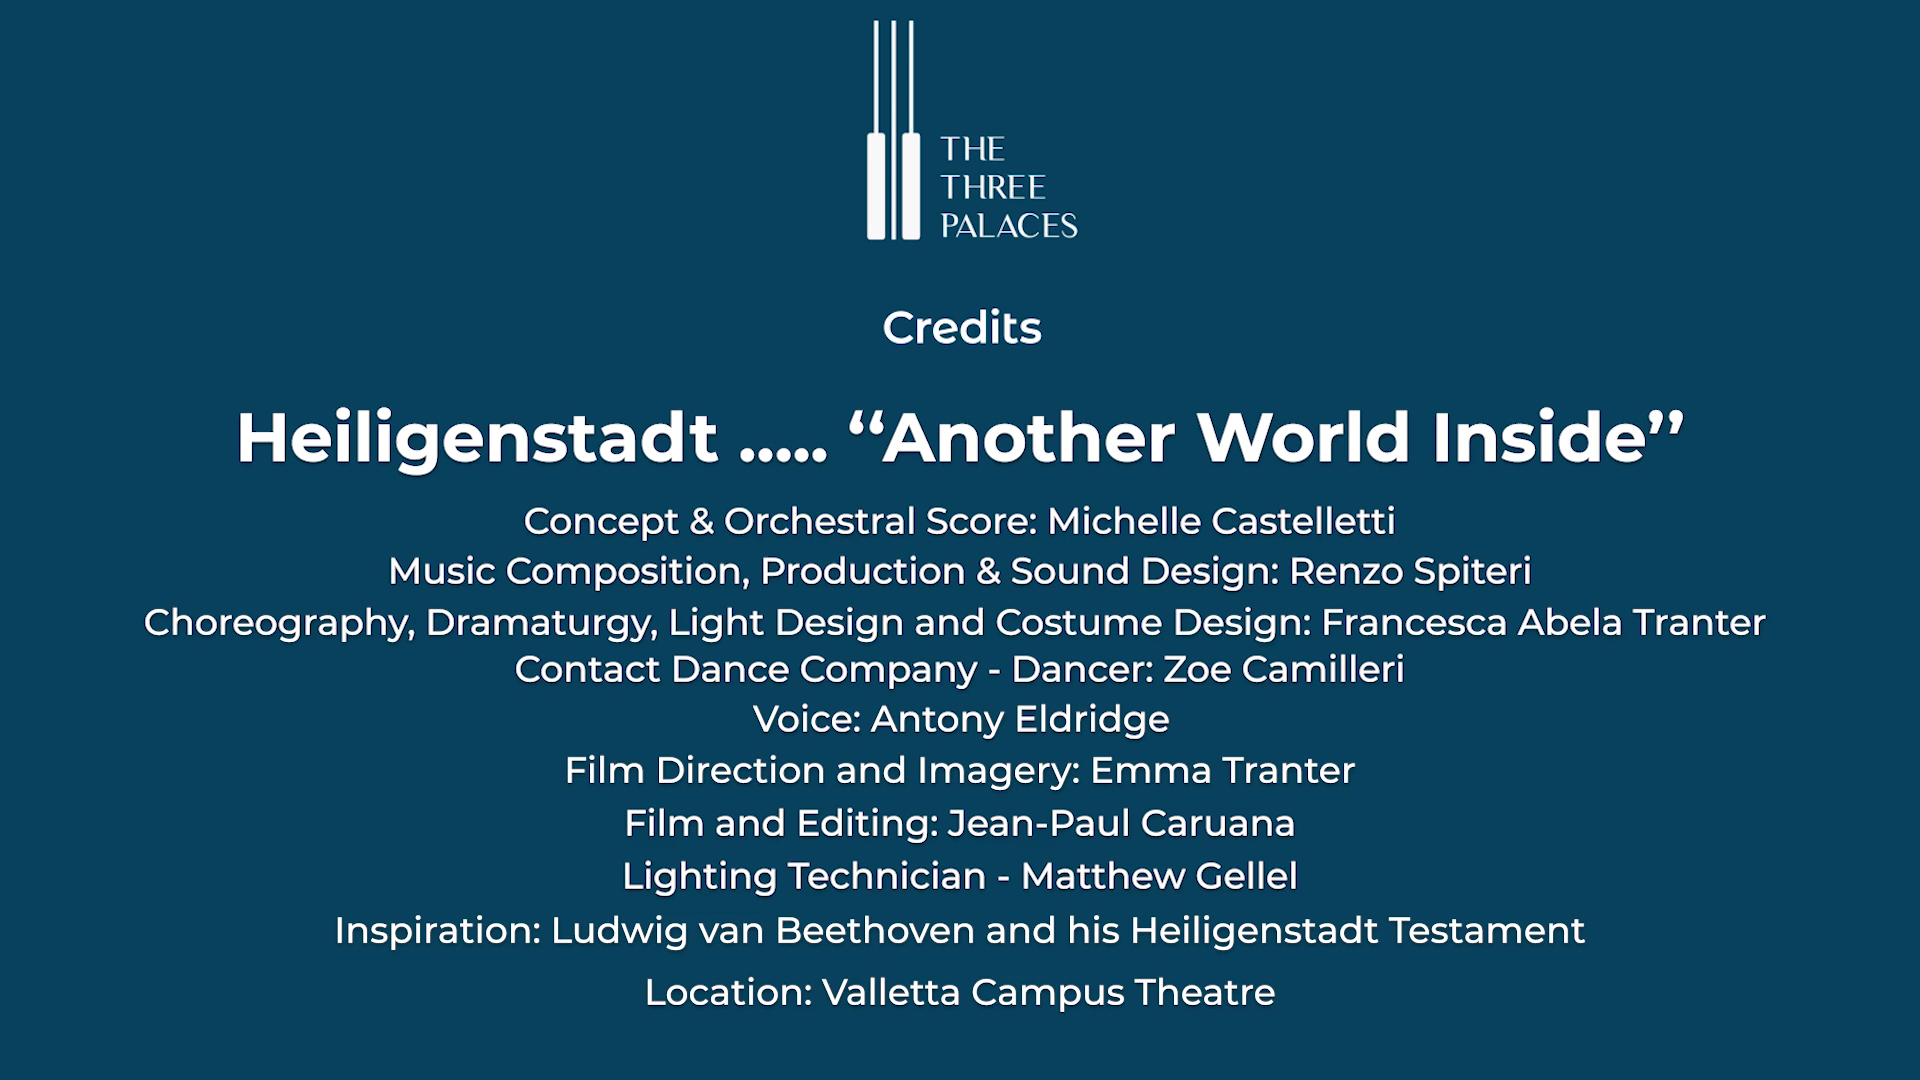 THE
THREE
PALACES
Credits
Heiligenstadt ..... “Another World Inside”
Concept & Orchestral Score: Michelle Castelletti
Music Composition, Production & Sound Design: Renzo Spiteri
Choreography, Dramaturgy, Light Design and Costume Design: Francesca Abela Tranter
Contact Dance Company - Dancer: Zoe Camilleri
Voice: Antony Eldridge
Film Direction and Imagery: Emma Tranter
Film and Editing: Jean-Paul Caruana
Lighting Technician - Matthew Gellel
Inspiration: Ludwig van Beethoven and his Heiligenstadt Testament
Location: Valletta Campus Theatre